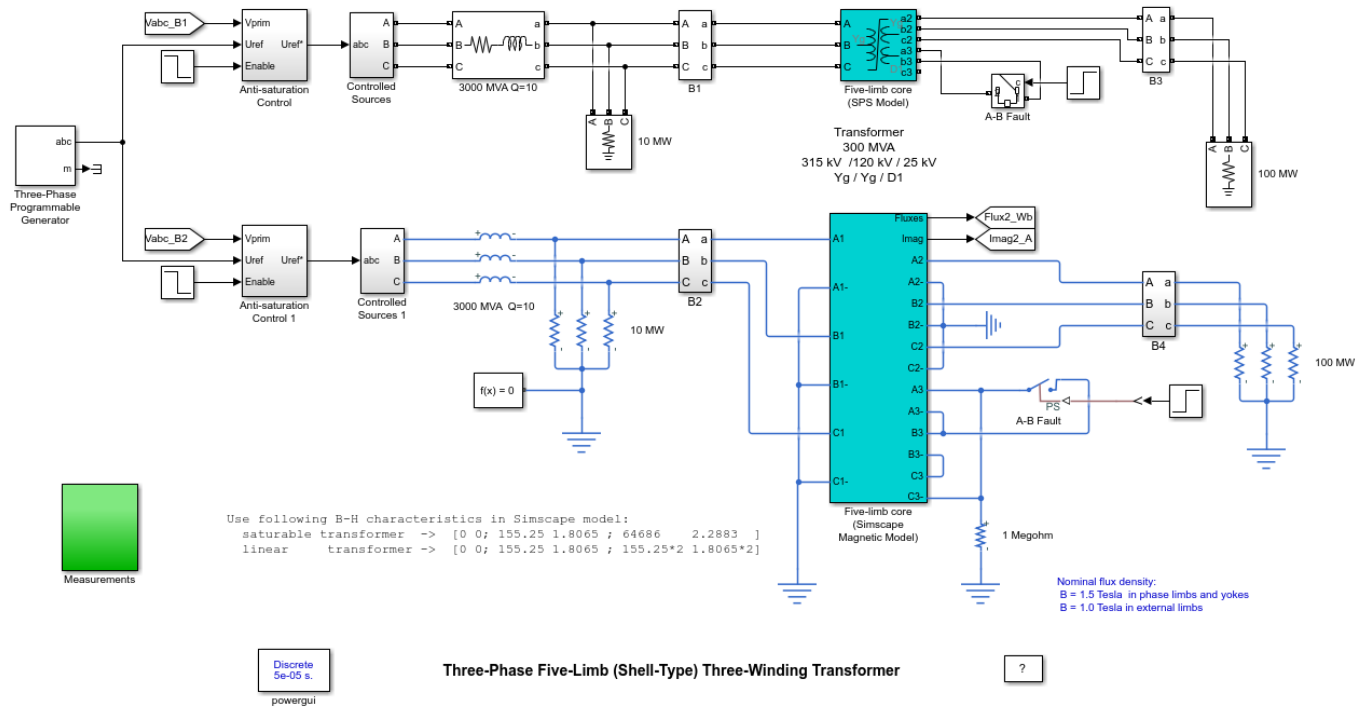 Vabc_B1
Vprim
Uref
Enable
Uref*
Anti-saturation
Control
abc
A
B
C
Controlled
Sources
A
B
C
a
b
c
3000 MVA Q=10
A B C
10 MW
A
B
C
a
b
c
B1
A
B
C
Yg
a2
b2
c2
a3
b3
c3
Five-limb core
(SPS Model)
c
A-B Fault
A
B
C
a
b
c
B3
A B C
100 MW
Transformer
300 MVA
315 kV /120 kV / 25 kV
Yg / Yg / D1
abc
m
Three-Phase
Programmable
Generator
Vabc_B2
Vprim
Uref
Enable
Uref*
Anti-saturation
Control 1
abc
A
B
C
Controlled
Sources 1
+ -
+ -
+ -
3000 MVA Q=10
+ + +
- - -
10 MW
f(x) = 0
A
B
C
a
b
c
B2
A1
A1-
B1
B1-
C1
C1-
Fluxes
Imag
A2
A2-
B2
B2-
C2
C2-
A3
A3-
B3
B3-
C3
C3-
Five-limb core
(Simscape
Magnetic Model)
Flux2_Wb
Imag2_A
PS
A-B Fault
A
B
C
a
b
c
B4
+ + +
- - -
100 MW
+
-
1 Megohm
Measurements
Use following B-H characteristics in Simscape model:
saturable transformer -> [0 0; 155.25 1.8065 ; 64686 2.2883 ]
linear transformer -> [0 0; 155.25 1.8065 ; 155.25*2 1.8065*2]
Nominal flux density:
B = 1.5 Tesla in phase limbs and yokes
B = 1.0 Tesla in external limbs
Discrete
5e-05 s.
powergui
Three-Phase Five-Limb (Shell-Type) Three-Winding Transformer
?